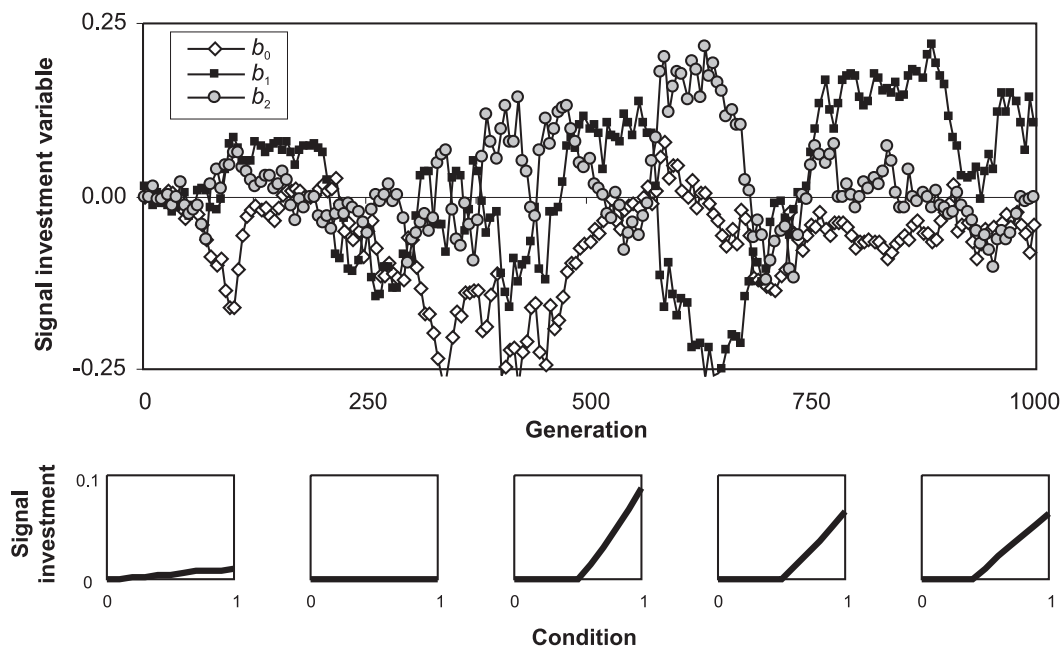 0.25
b0
b1
b2
0.00
-0.25
Signal investment variable
0 250 500 750 1000
Generation
0.1
0
Signal
investment
0 1 0 1 0 1 0 1 0 1
Condition